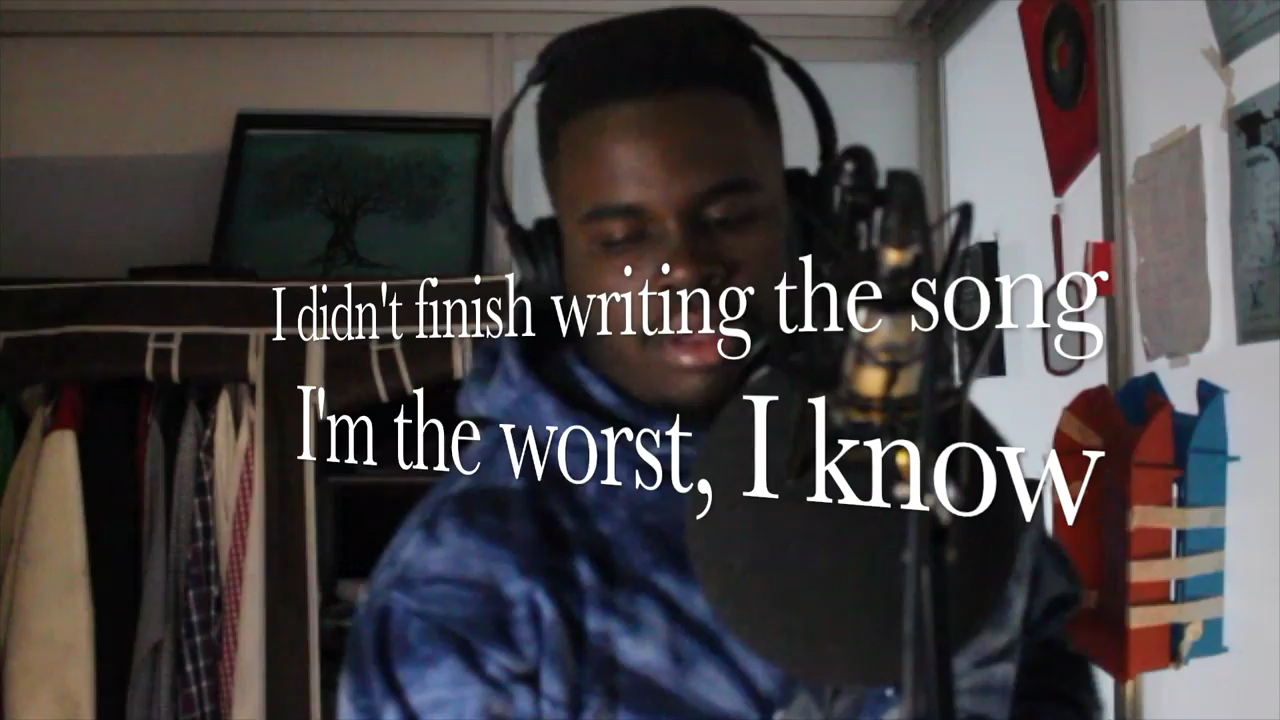 I didn't finish writing the song
I'm the worst, I know